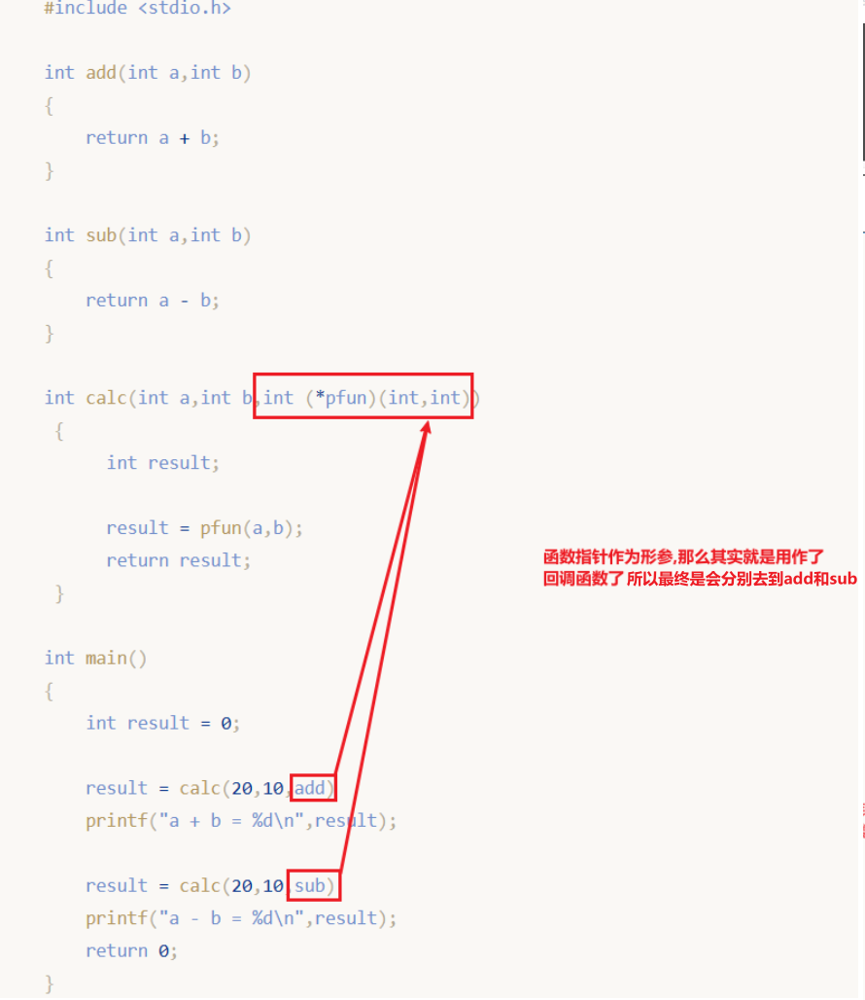 #include <stdio.h>
int add(int a,int b)
{
return a + b;
}
int sub(int a,int b)
{
return a - b;
}
int calc(int a,int b,int (*pfun)(int,int))
{
int result;
result = pfun(a,b);
return result;
}
函数指针作为形参,那么其实就是用作了
回调函数了 所以最终是会分别去到add和sub
int main()
{
int result = 0;
result = calc(20,10,add)
printf("a + b = %d\n",result);
result = calc(20,10,sub)
printf("a - b = %d\n",result);
return 0;
}